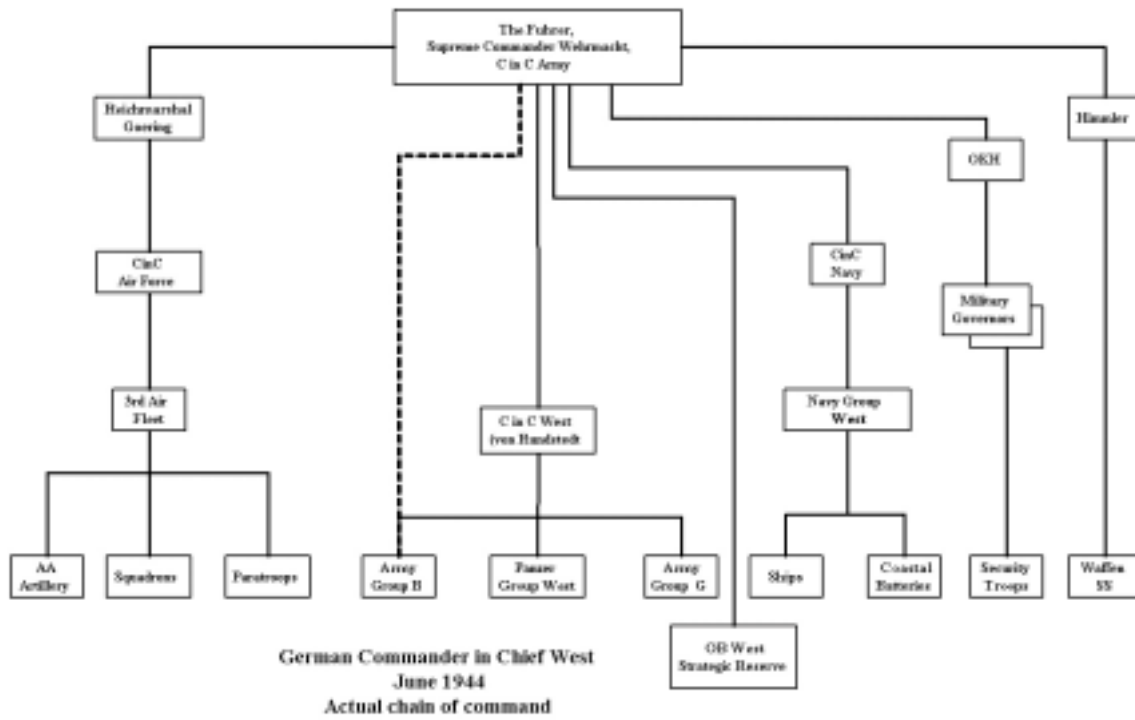 The Fuhrer,
Supreme Commander Wehrmacht,
C in C Army
Reichmarshal
Goering
Himmler
OKH
CinC
Air Force
CinC
Navy
Military
Governors
3rd Air
Fleet
C in C West
(von Rundstedt
Navy Group
West
AA
Artillery
Squadrons
Paratroops
Army
Group B
Panzer
Group West
Army
Group G
Ships
Coastal
Batteries
Security
Troops
Waffen
SS
OB West
Strategic Reserve
German Commander in Chief West
June 1944
Actual chain of command